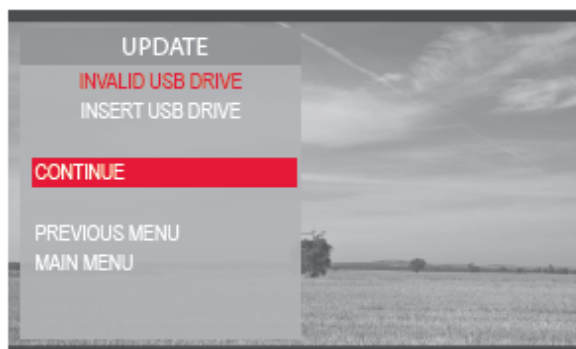 UPDATE
INVALID USB DRIVE
INSERT USB DRIVE
CONTINUE
PREVIOUS MENU
MAIN MENU